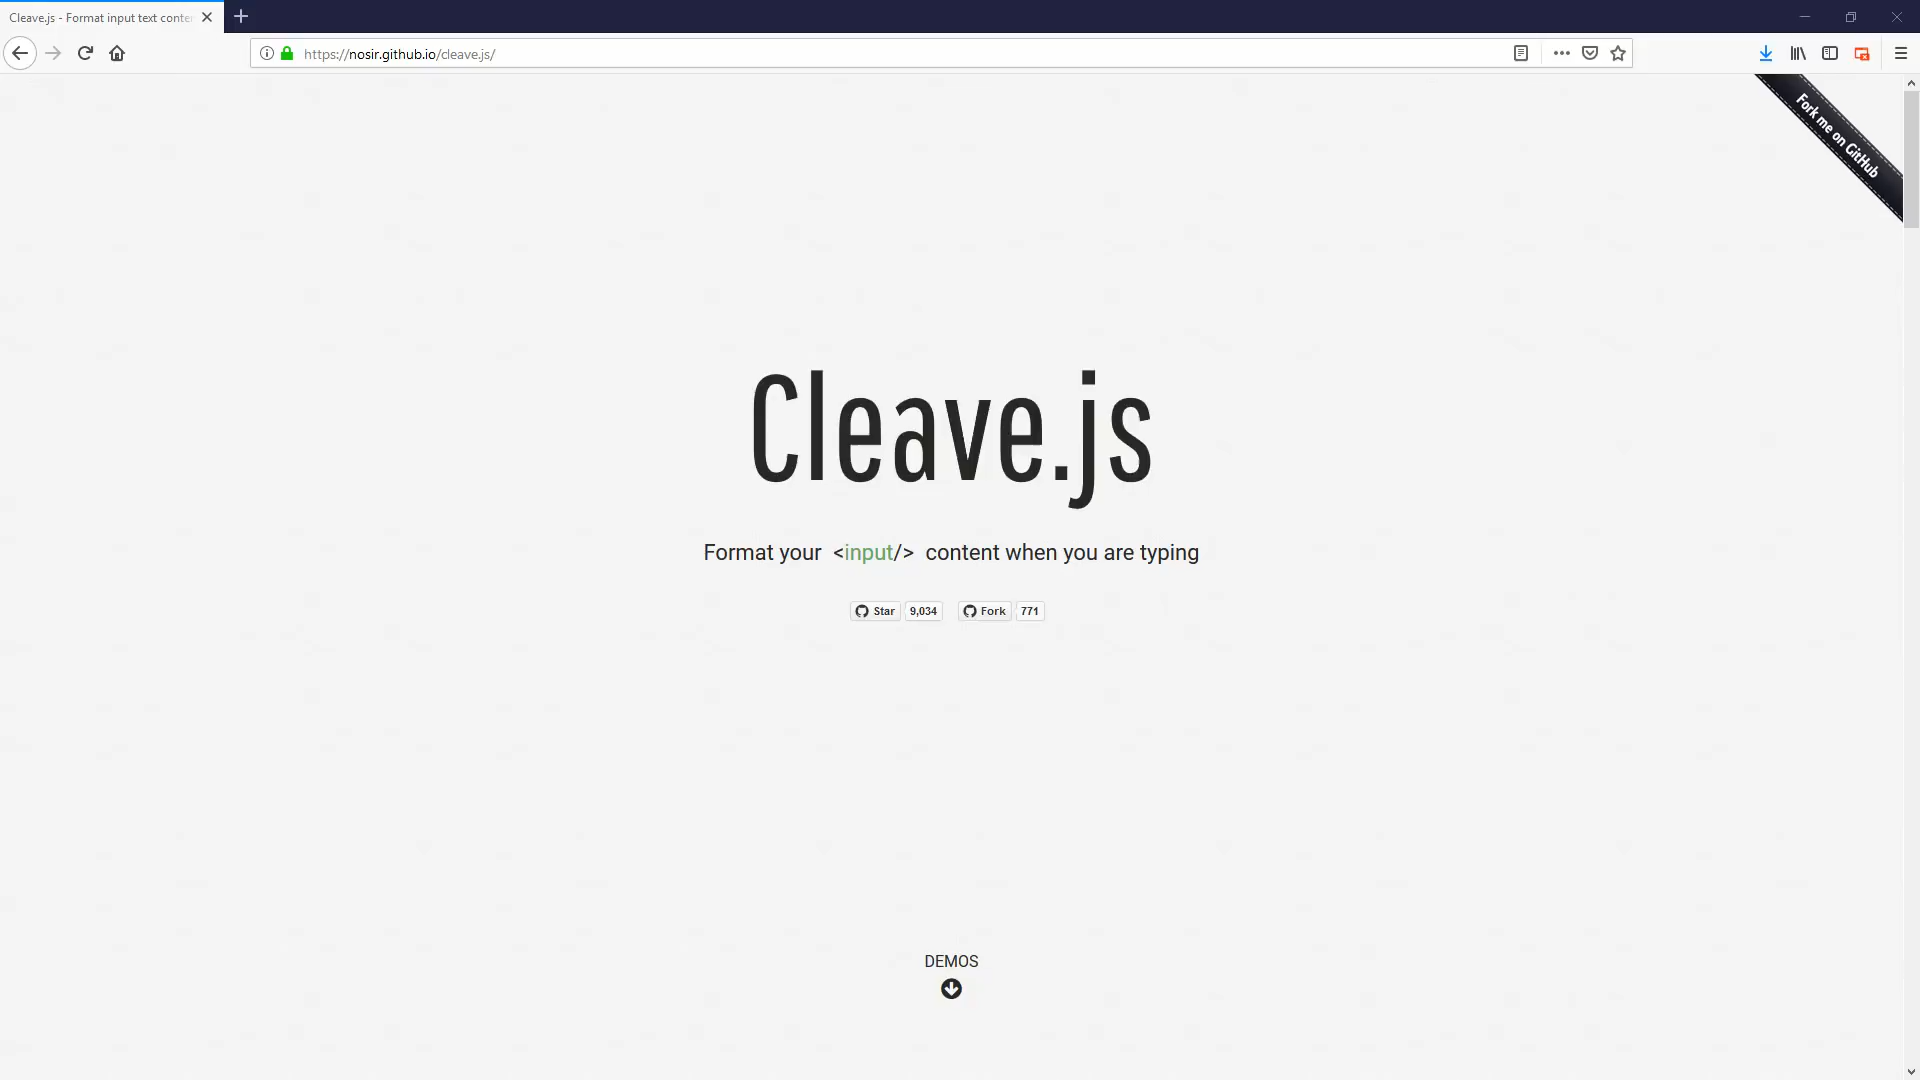 Cleave.js - Format input text conte
https://nosir.github.io/cleave.js/
Fork me on GitHub
Cleave.js
Format your <input/> content when you are typing
Star 9,034 Fork 771
DEMOS